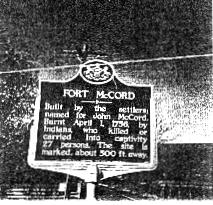 FORT McCORD
Built by the settlers;
named for John McCord.
Burnt April 1, 1756, by
Indians, who killed or
carried into captivity
27 persons. The site is
marked, about 300 ft. away.